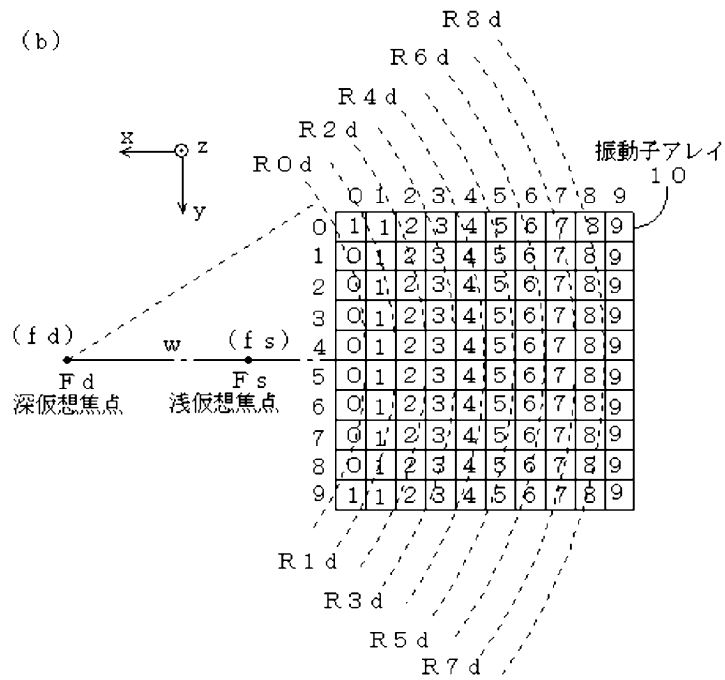 (b)
R8d
R6d
R4d
R2d
R0d
x
z
y
振動子アレイ
10
0 1 2 3 4 5 6 7 8 9
0 1 1 2 3 4 5 6 7 8 9
1 0 1 2 3 4 5 6 7 8 9
2 0 1 2 3 4 5 6 7 8 9
3 0 1 2 3 4 5 6 7 8 9
4 0 1 2 3 4 5 6 7 8 9
5 0 1 2 3 4 5 6 7 8 9
6 0 1 2 3 4 5 6 7 8 9
7 0 1 2 3 4 5 6 7 8 9
8 0 1 2 3 4 5 6 7 8 9
9 1 1 2 3 4 5 6 7 8 9
(fd) w (fs)
Fd Fs
深仮想焦点 浅仮想焦点
R1d
R3d
R5d
R7d